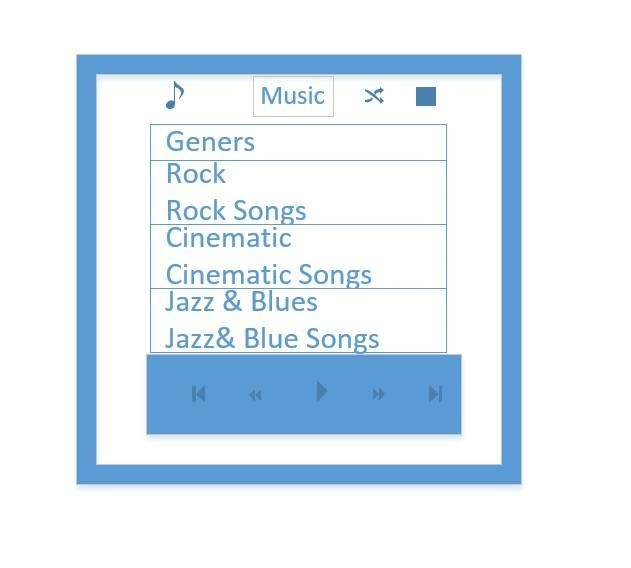 Music
Geners
Rock
Rock Songs
Cinematic
Cinematic Songs
Jazz & Blues
Jazz& Blue Songs